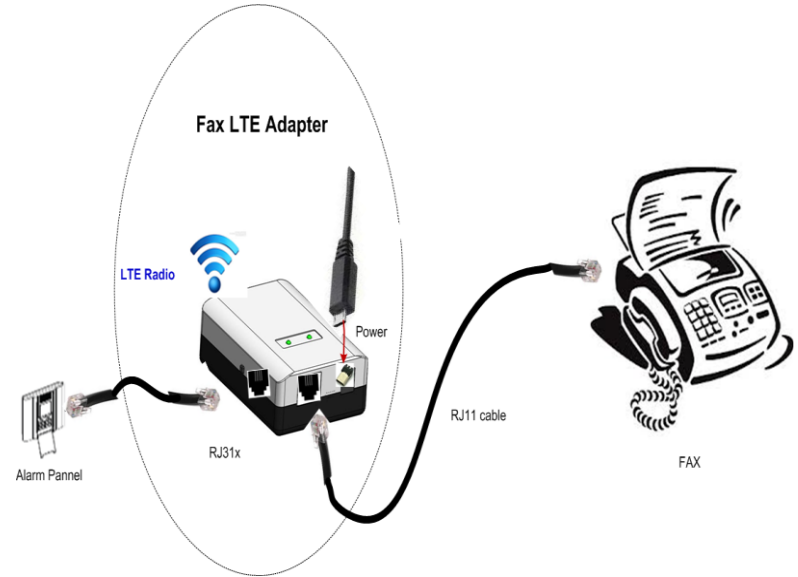 Fax LTE Adapter
LTE Radio
Power
RJ11 cable
RJ31x
FAX
Alarm Pannel